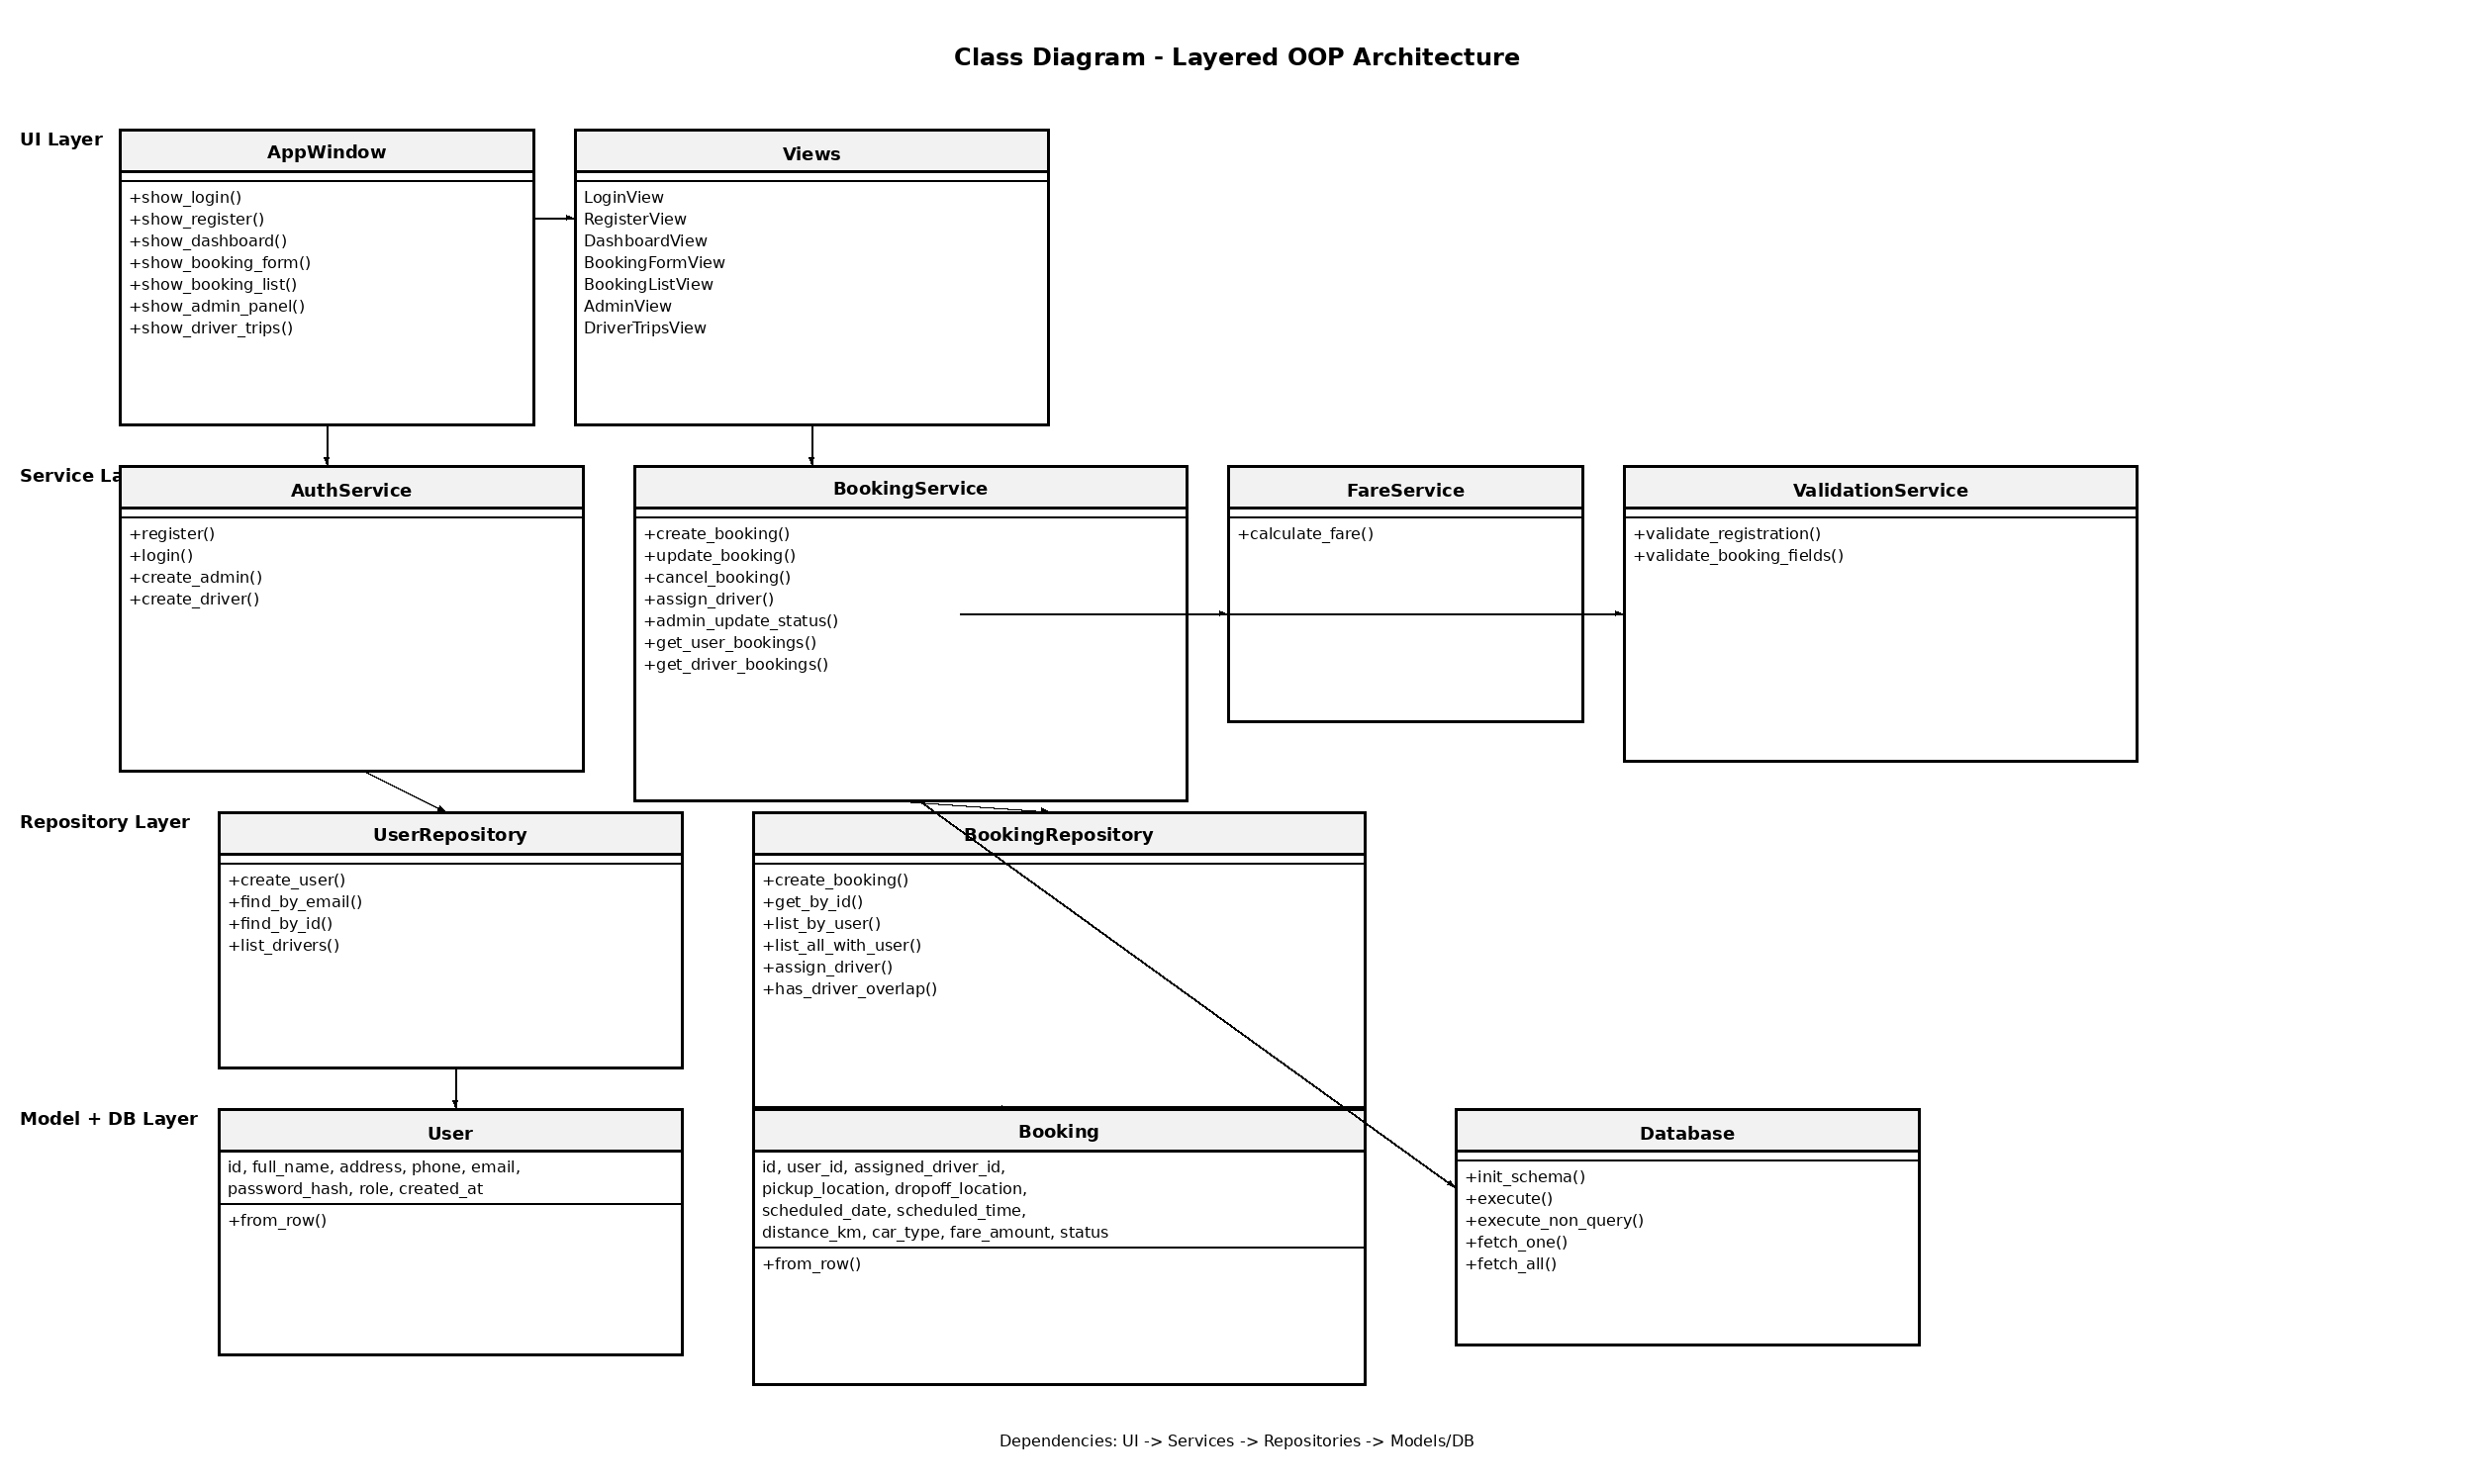 Class Diagram - Layered OOP Architecture
UI Layer
AppWindow
+show_login()
+show_register()
+show_dashboard()
+show_booking_form()
+show_booking_list()
+show_admin_panel()
+show_driver_trips()
Views
LoginView
RegisterView
DashboardView
BookingFormView
BookingListView
AdminView
DriverTripsView
Service La
AuthService
+register()
+login()
+create_admin()
+create_driver()
BookingService
+create_booking()
+update_booking()
+cancel_booking()
+assign_driver()
+admin_update_status()
+get_user_bookings()
+get_driver_bookings()
FareService
+calculate_fare()
ValidationService
+validate_registration()
+validate_booking_fields()
Repository Layer
UserRepository
+create_user()
+find_by_email()
+find_by_id()
+list_drivers()
BookingRepository
+create_booking()
+get_by_id()
+list_by_user()
+list_all_with_user()
+assign_driver()
+has_driver_overlap()
Model + DB Layer
User
id, full_name, address, phone, email,
password_hash, role, created_at
+from_row()
Booking
id, user_id, assigned_driver_id,
pickup_location, dropoff_location,
scheduled_date, scheduled_time,
distance_km, car_type, fare_amount, status
+from_row()
Database
+init_schema()
+execute()
+execute_non_query()
+fetch_one()
+fetch_all()
Dependencies: UI -> Services -> Repositories -> Models/DB